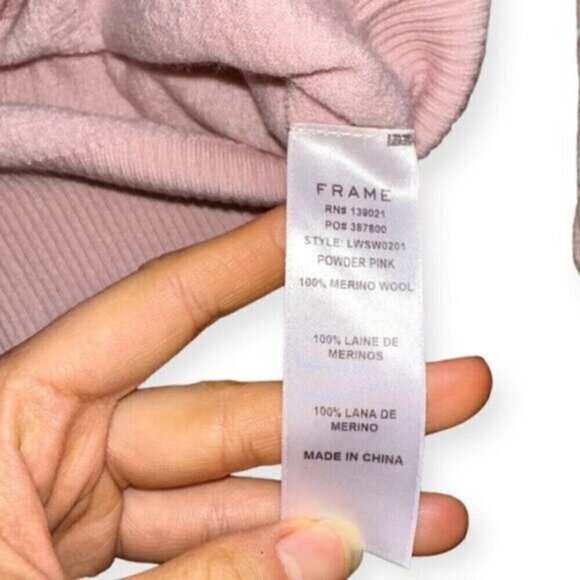 FRAME
RN# 139021
PO# 387800
STYLE: LWSW0201
POWDER PINK
100% MERINO WOOL
100% LAINE DE
MERINOS
100% LANA DE
MERINO
MADE IN CHINA